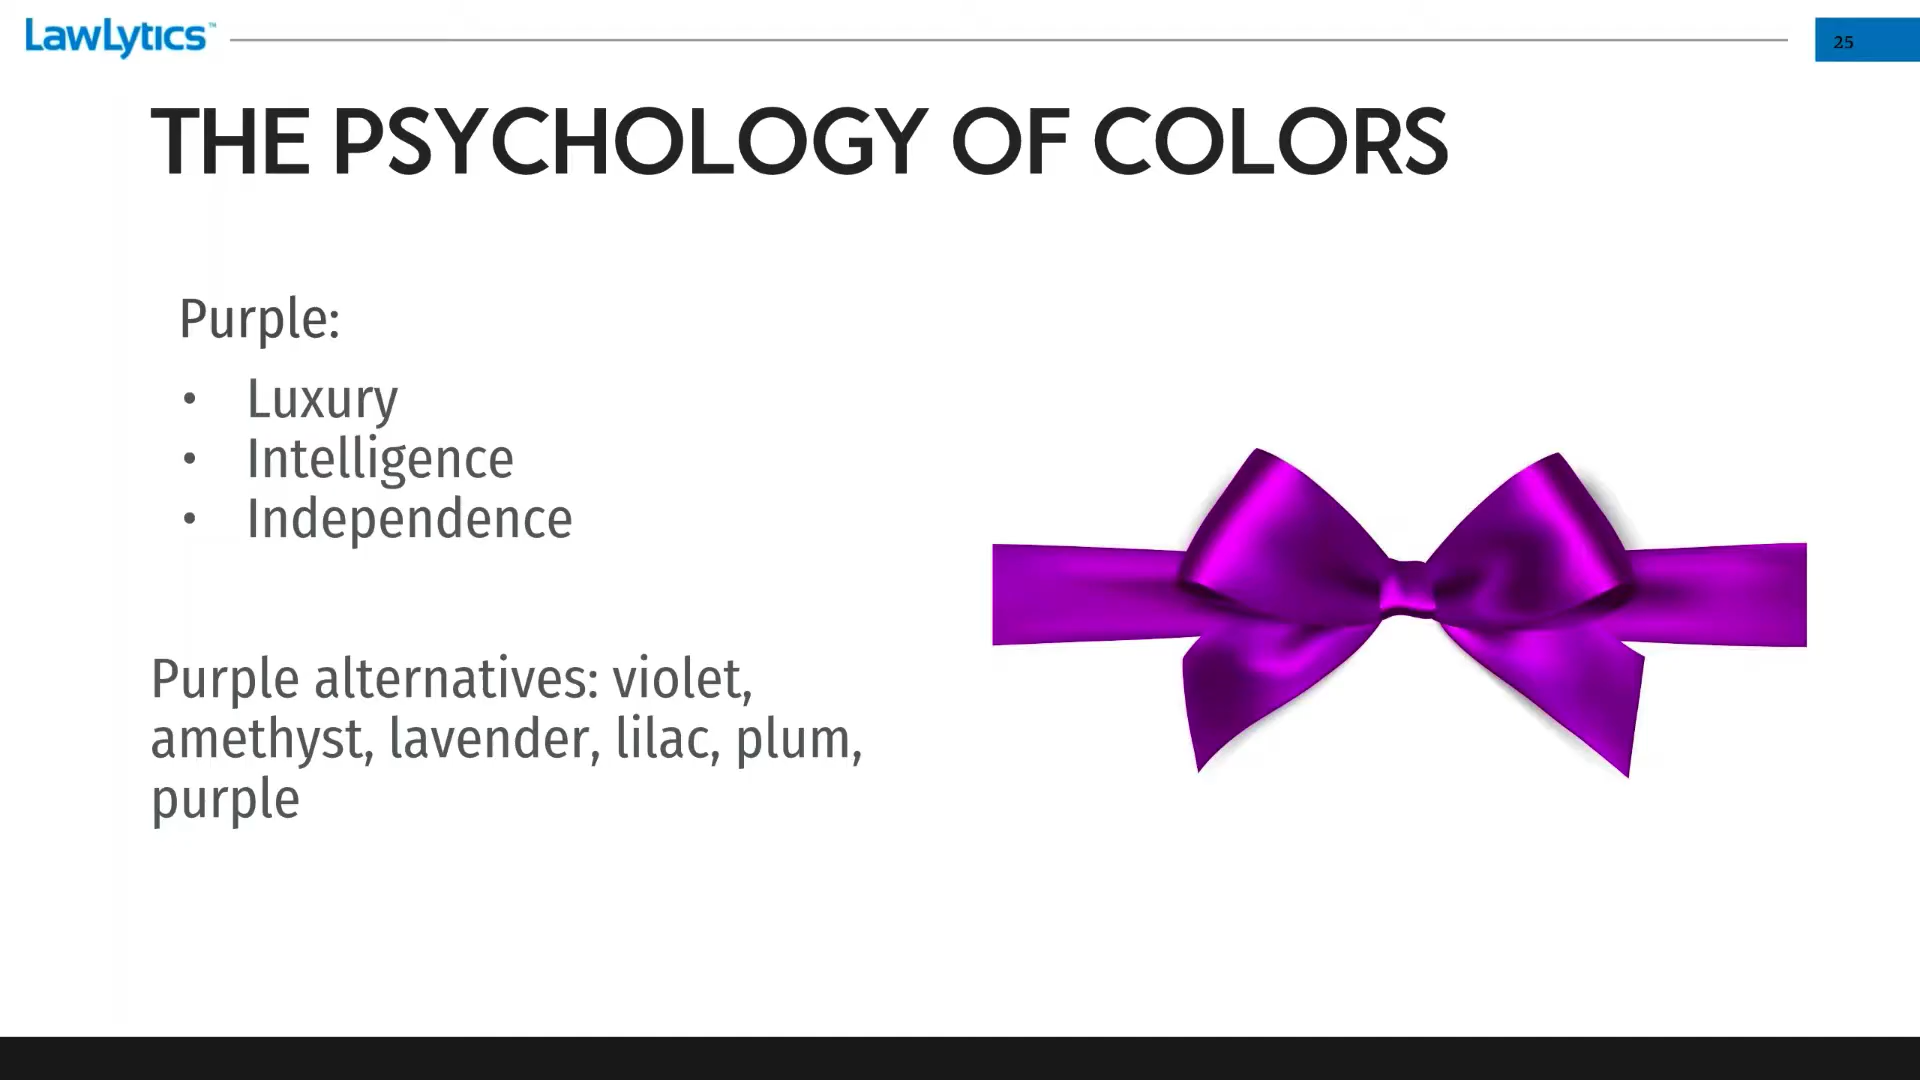 LawLytics™
25
THE PSYCHOLOGY OF COLORS
Purple:
• Luxury
• Intelligence
• Independence
Purple alternatives: violet,
amethyst, lavender, lilac, plum,
purple